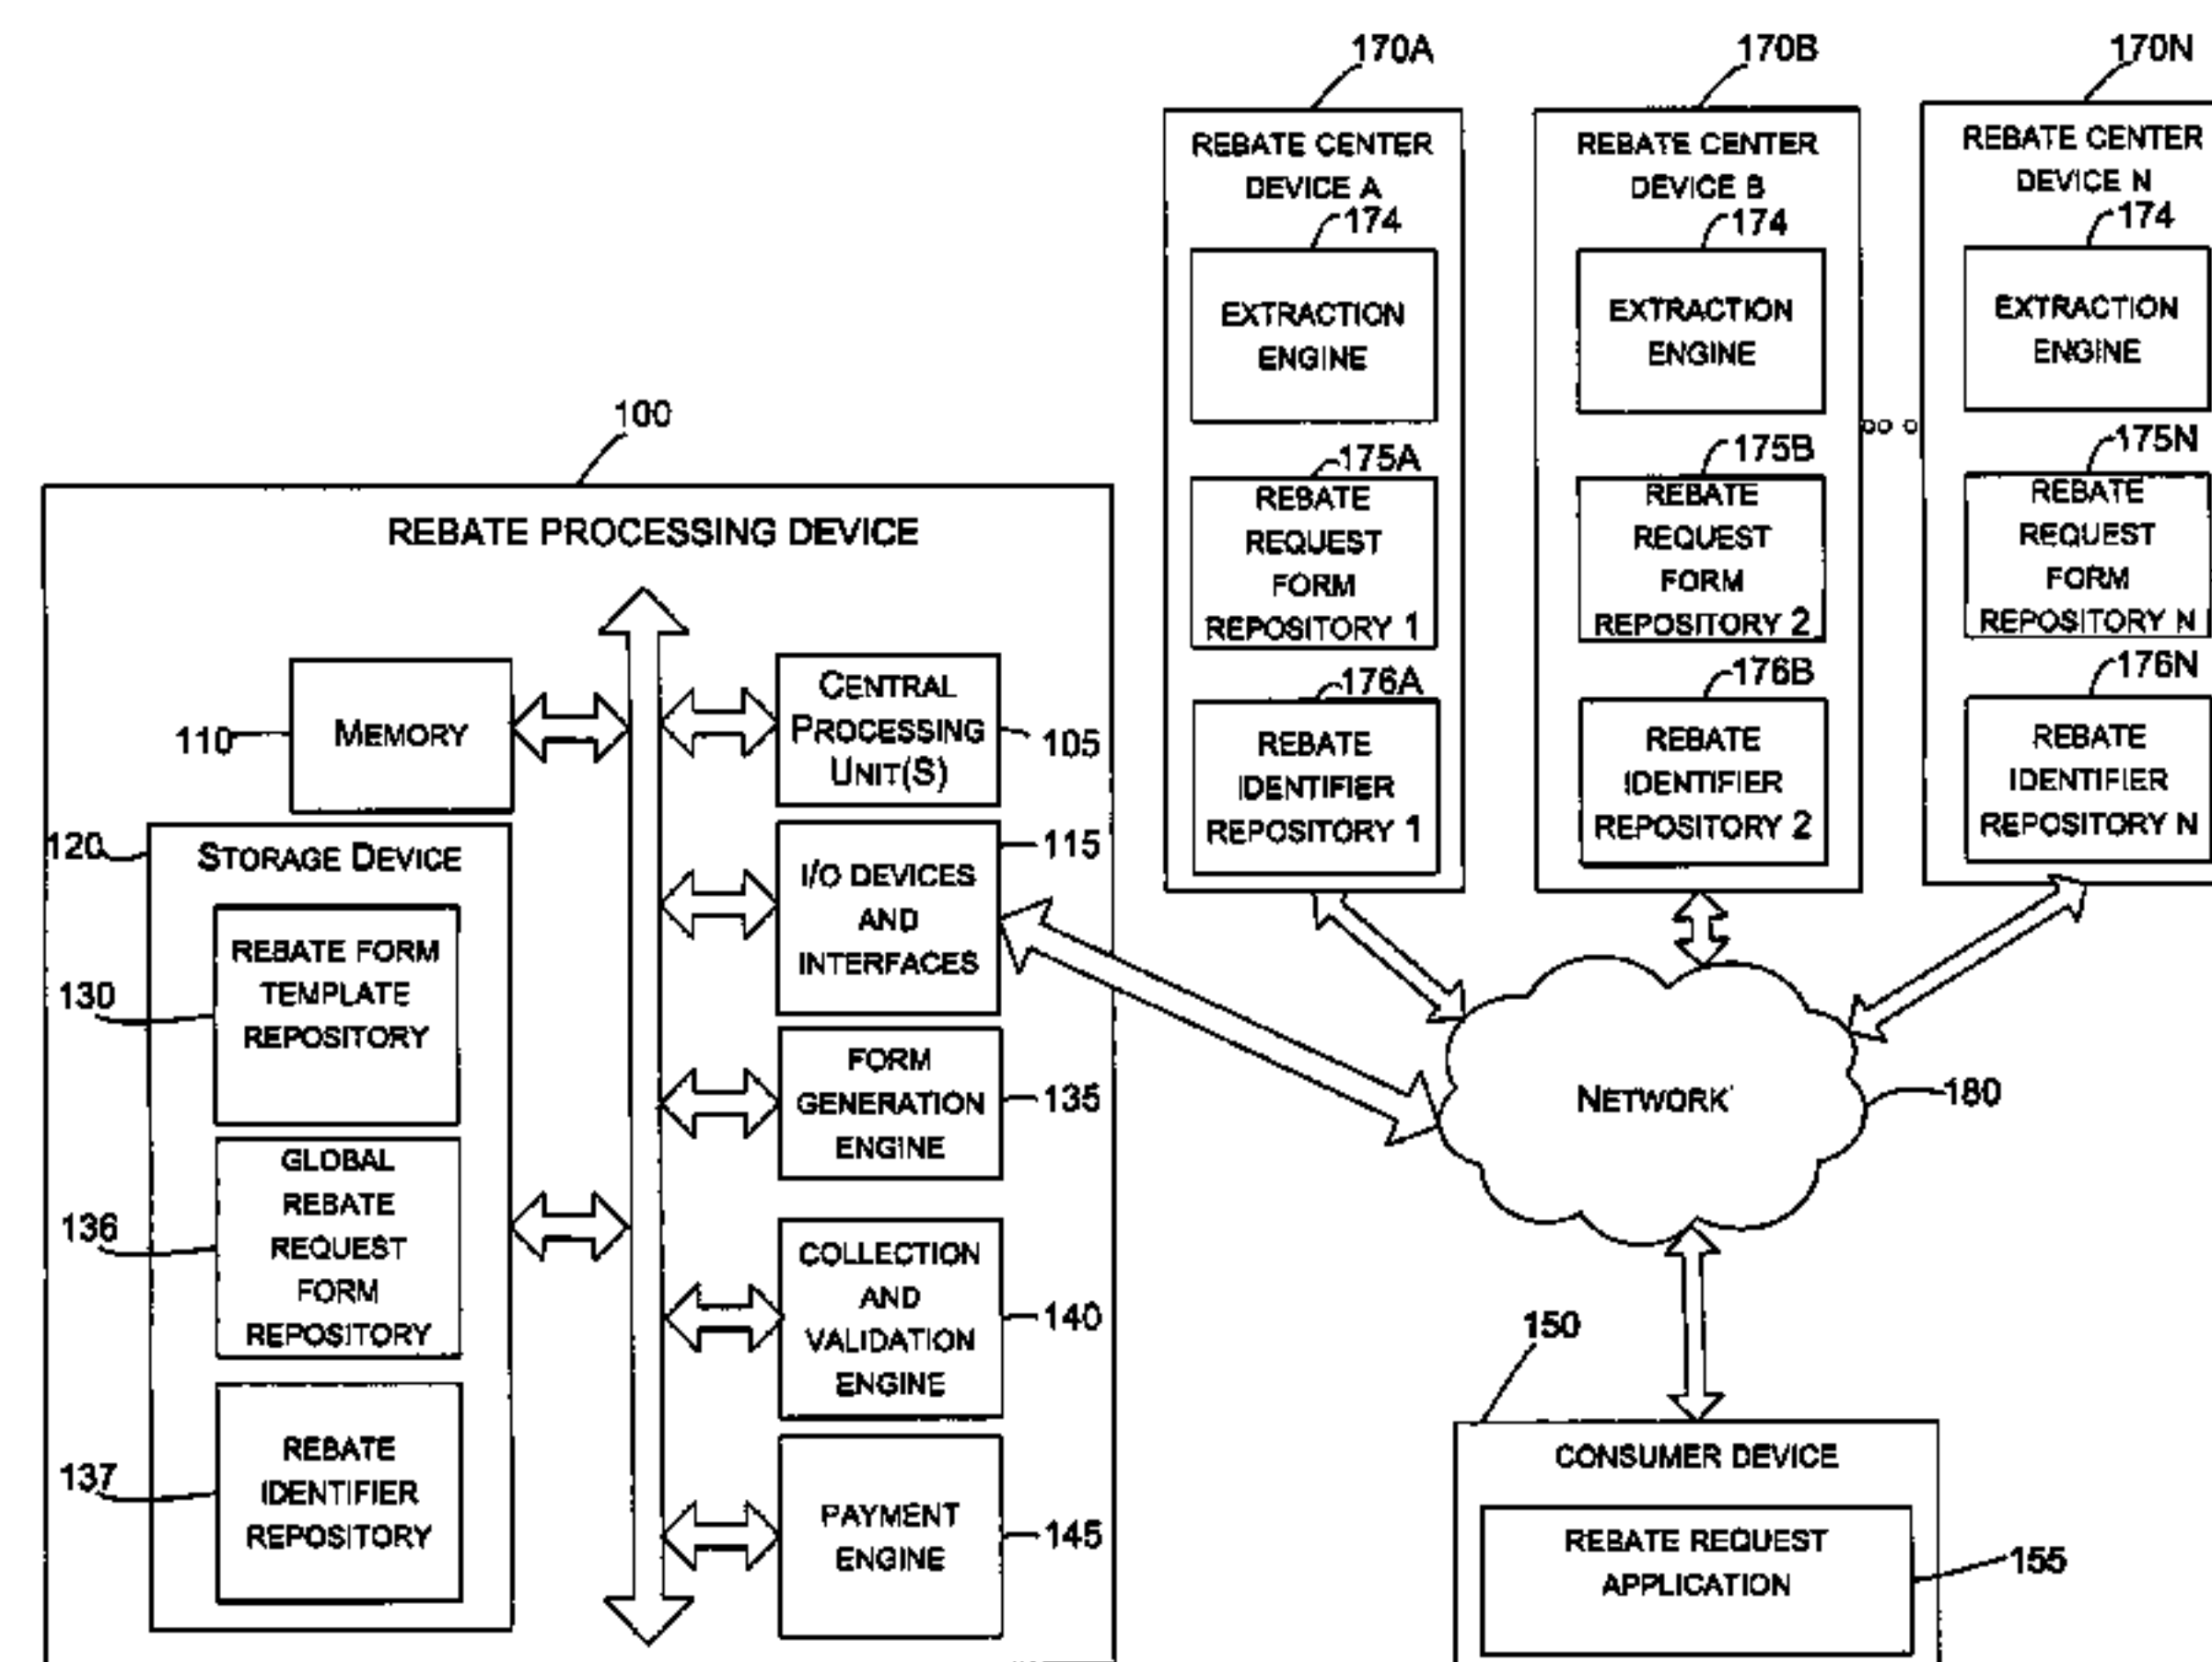 170A
170B
170N
REBATE CENTER
DEVICE A
174
EXTRACTION
ENGINE
175A
REBATE
REQUEST
FORM
REPOSITORY 1
176A
REBATE
IDENTIFIER
REPOSITORY 1
REBATE CENTER
DEVICE B
174
EXTRACTION
ENGINE
175B
REBATE
REQUEST
FORM
REPOSITORY 2
176B
REBATE
IDENTIFIER
REPOSITORY 2
REBATE CENTER
DEVICE N
174
EXTRACTION
ENGINE
175N
REBATE
REQUEST
FORM
REPOSITORY N
176N
REBATE
IDENTIFIER
REPOSITORY N
100
REBATE PROCESSING DEVICE
110
MEMORY
120
STORAGE DEVICE
130
REBATE FORM
TEMPLATE
REPOSITORY
136
GLOBAL
REBATE
REQUEST
FORM
REPOSITORY
137
REBATE
IDENTIFIER
REPOSITORY
CENTRAL
PROCESSING
UNIT(S)
105
I/O DEVICES
AND
INTERFACES
115
FORM
GENERATION
ENGINE
135
COLLECTION
AND
VALIDATION
ENGINE
140
PAYMENT
ENGINE
145
NETWORK
180
150
CONSUMER DEVICE
REBATE REQUEST
APPLICATION
155